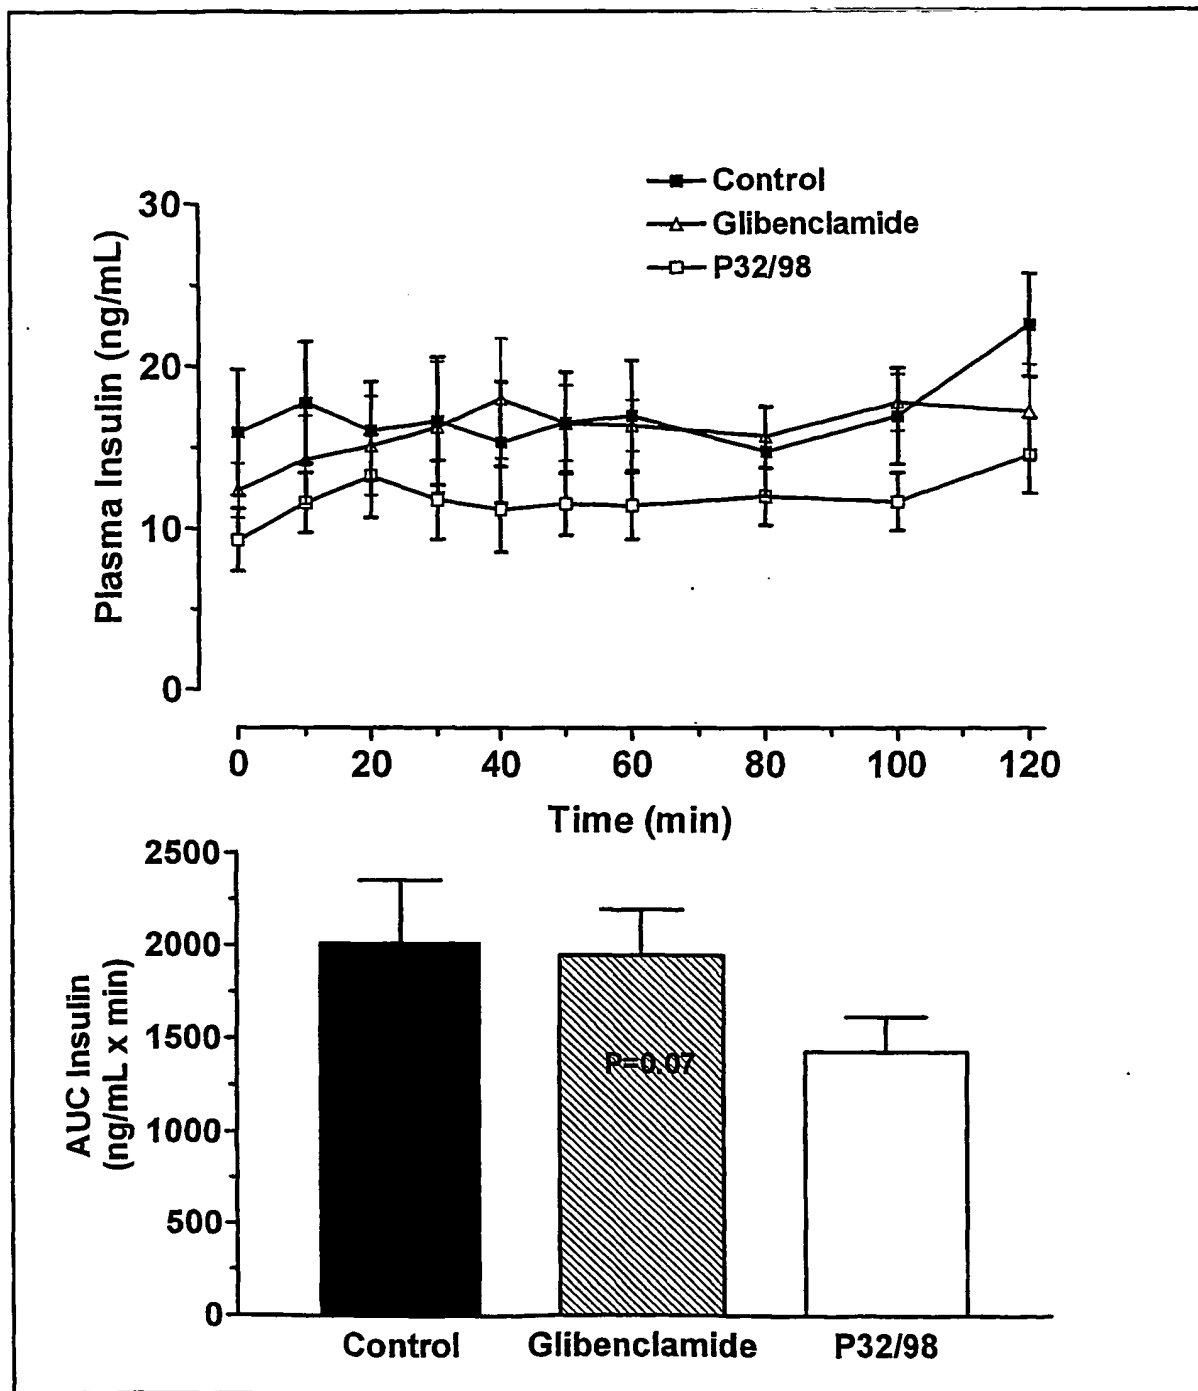 Control
Glibenclamide
P32/98
30
20
10
0
Plasma Insulin (ng/mL)
0 20 40 60 80 100 120
Time (min)
2500
2000
1500
1000
500
0
AUC Insulin
(ng/mL x min)
P=0.07
Control Glibenclamide P32/98